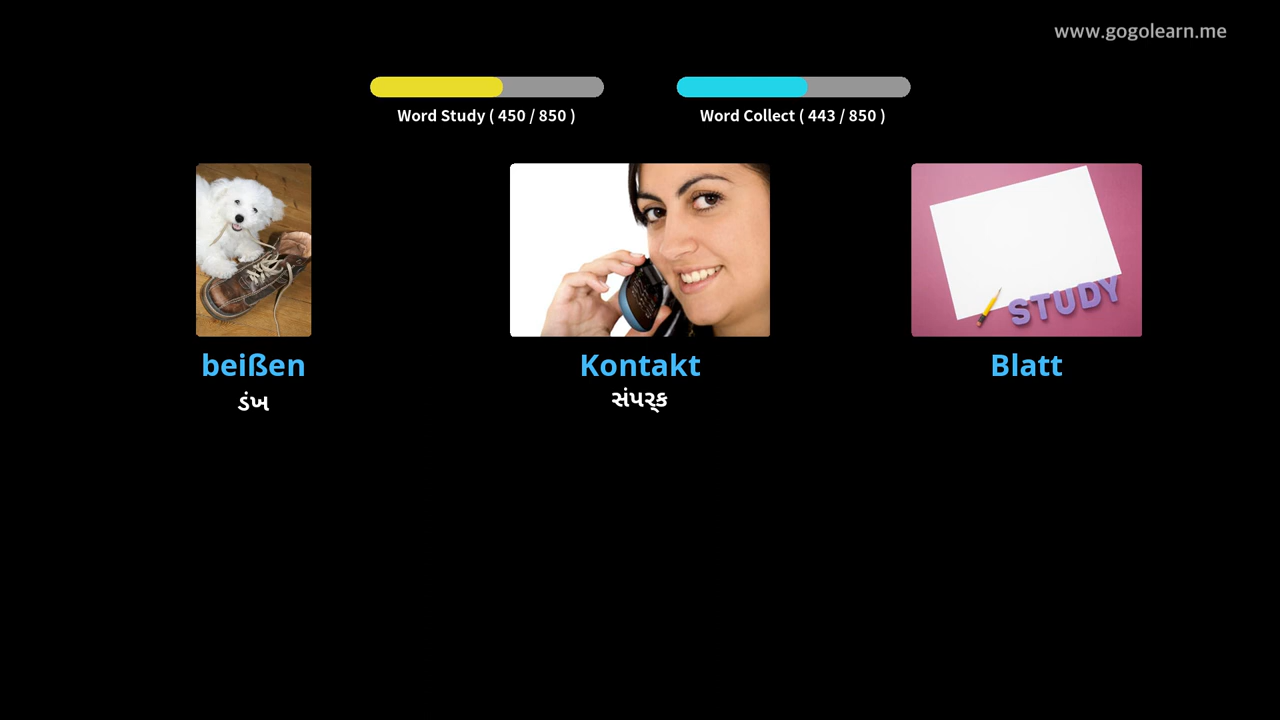 www.gogolearn.me
Word Study ( 450 / 850 )
Word Collect ( 443 / 850 )
STUDY
beißen
Kontakt
Blatt
ડંખ
સંપર્ક